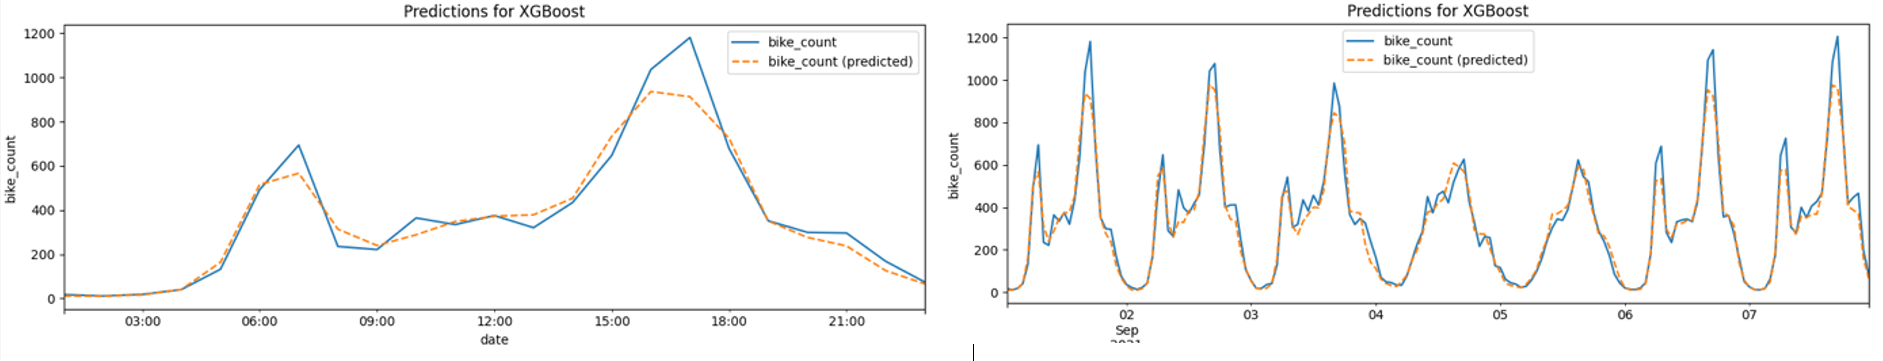 Predictions for XGBoost
1200
1000
800
600
400
200
0
bike_count
bike_count
bike_count (predicted)
03:00 06:00 09:00 12:00 15:00 18:00 21:00
date
Predictions for XGBoost
1200
1000
800
600
400
200
0
bike_count
bike_count
bike_count (predicted)
02 03 04 05 06 07
Sep